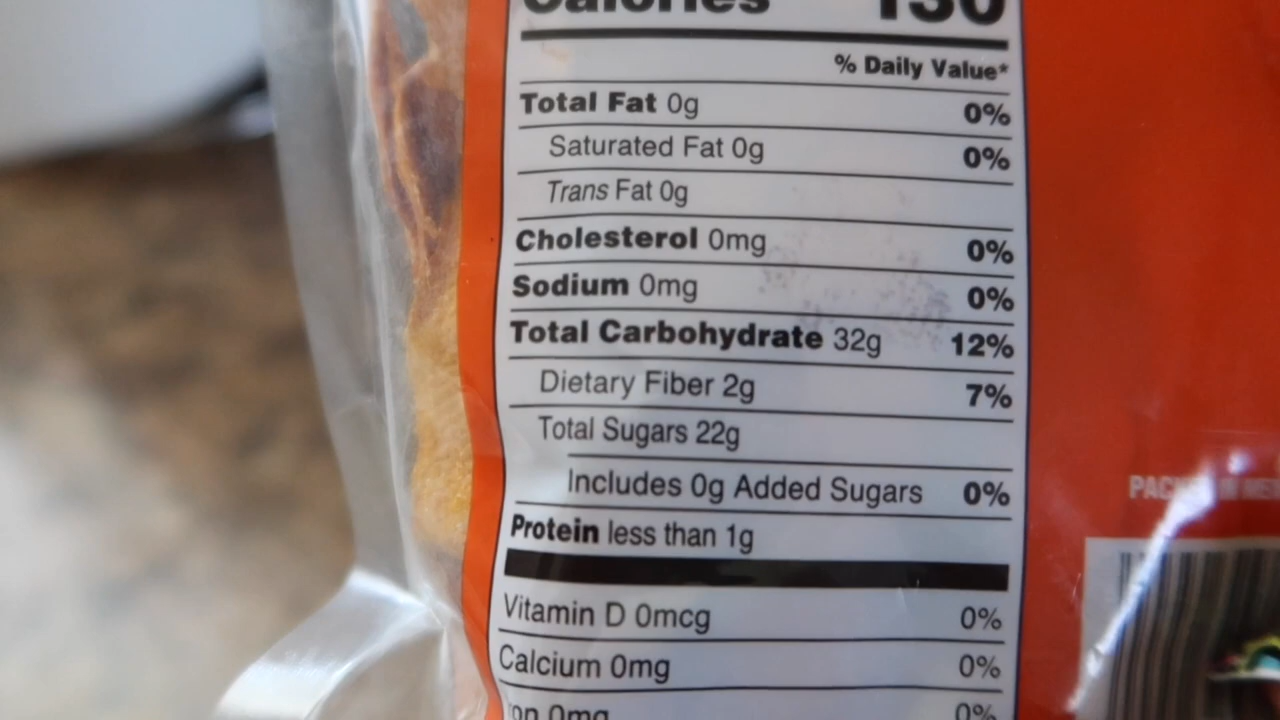 Calories 130
% Daily Value*
Total Fat 0g 0%
Saturated Fat 0g 0%
Trans Fat 0g
Cholesterol 0mg 0%
Sodium 0mg 0%
Total Carbohydrate 32g 12%
Dietary Fiber 2g 7%
Total Sugars 22g
Includes 0g Added Sugars 0%
Protein less than 1g
Vitamin D 0mcg 0%
Calcium 0mg 0%
0mg 0%